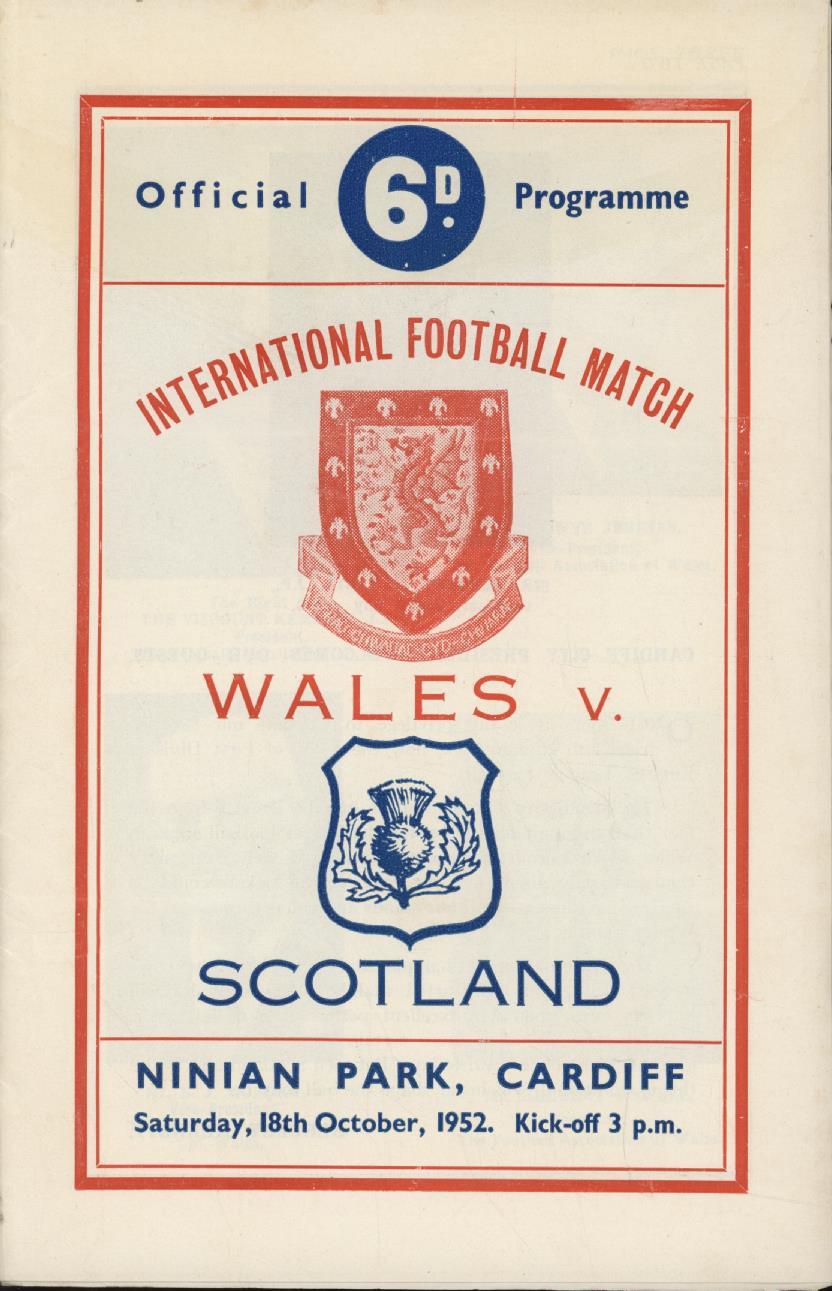 Official 6D. Programme
INTERNATIONAL FOOTBALL MATCH
WALES v.
SCOTLAND
NINIAN PARK, CARDIFF
Saturday, 18th October, 1952. Kick-off 3 p.m.